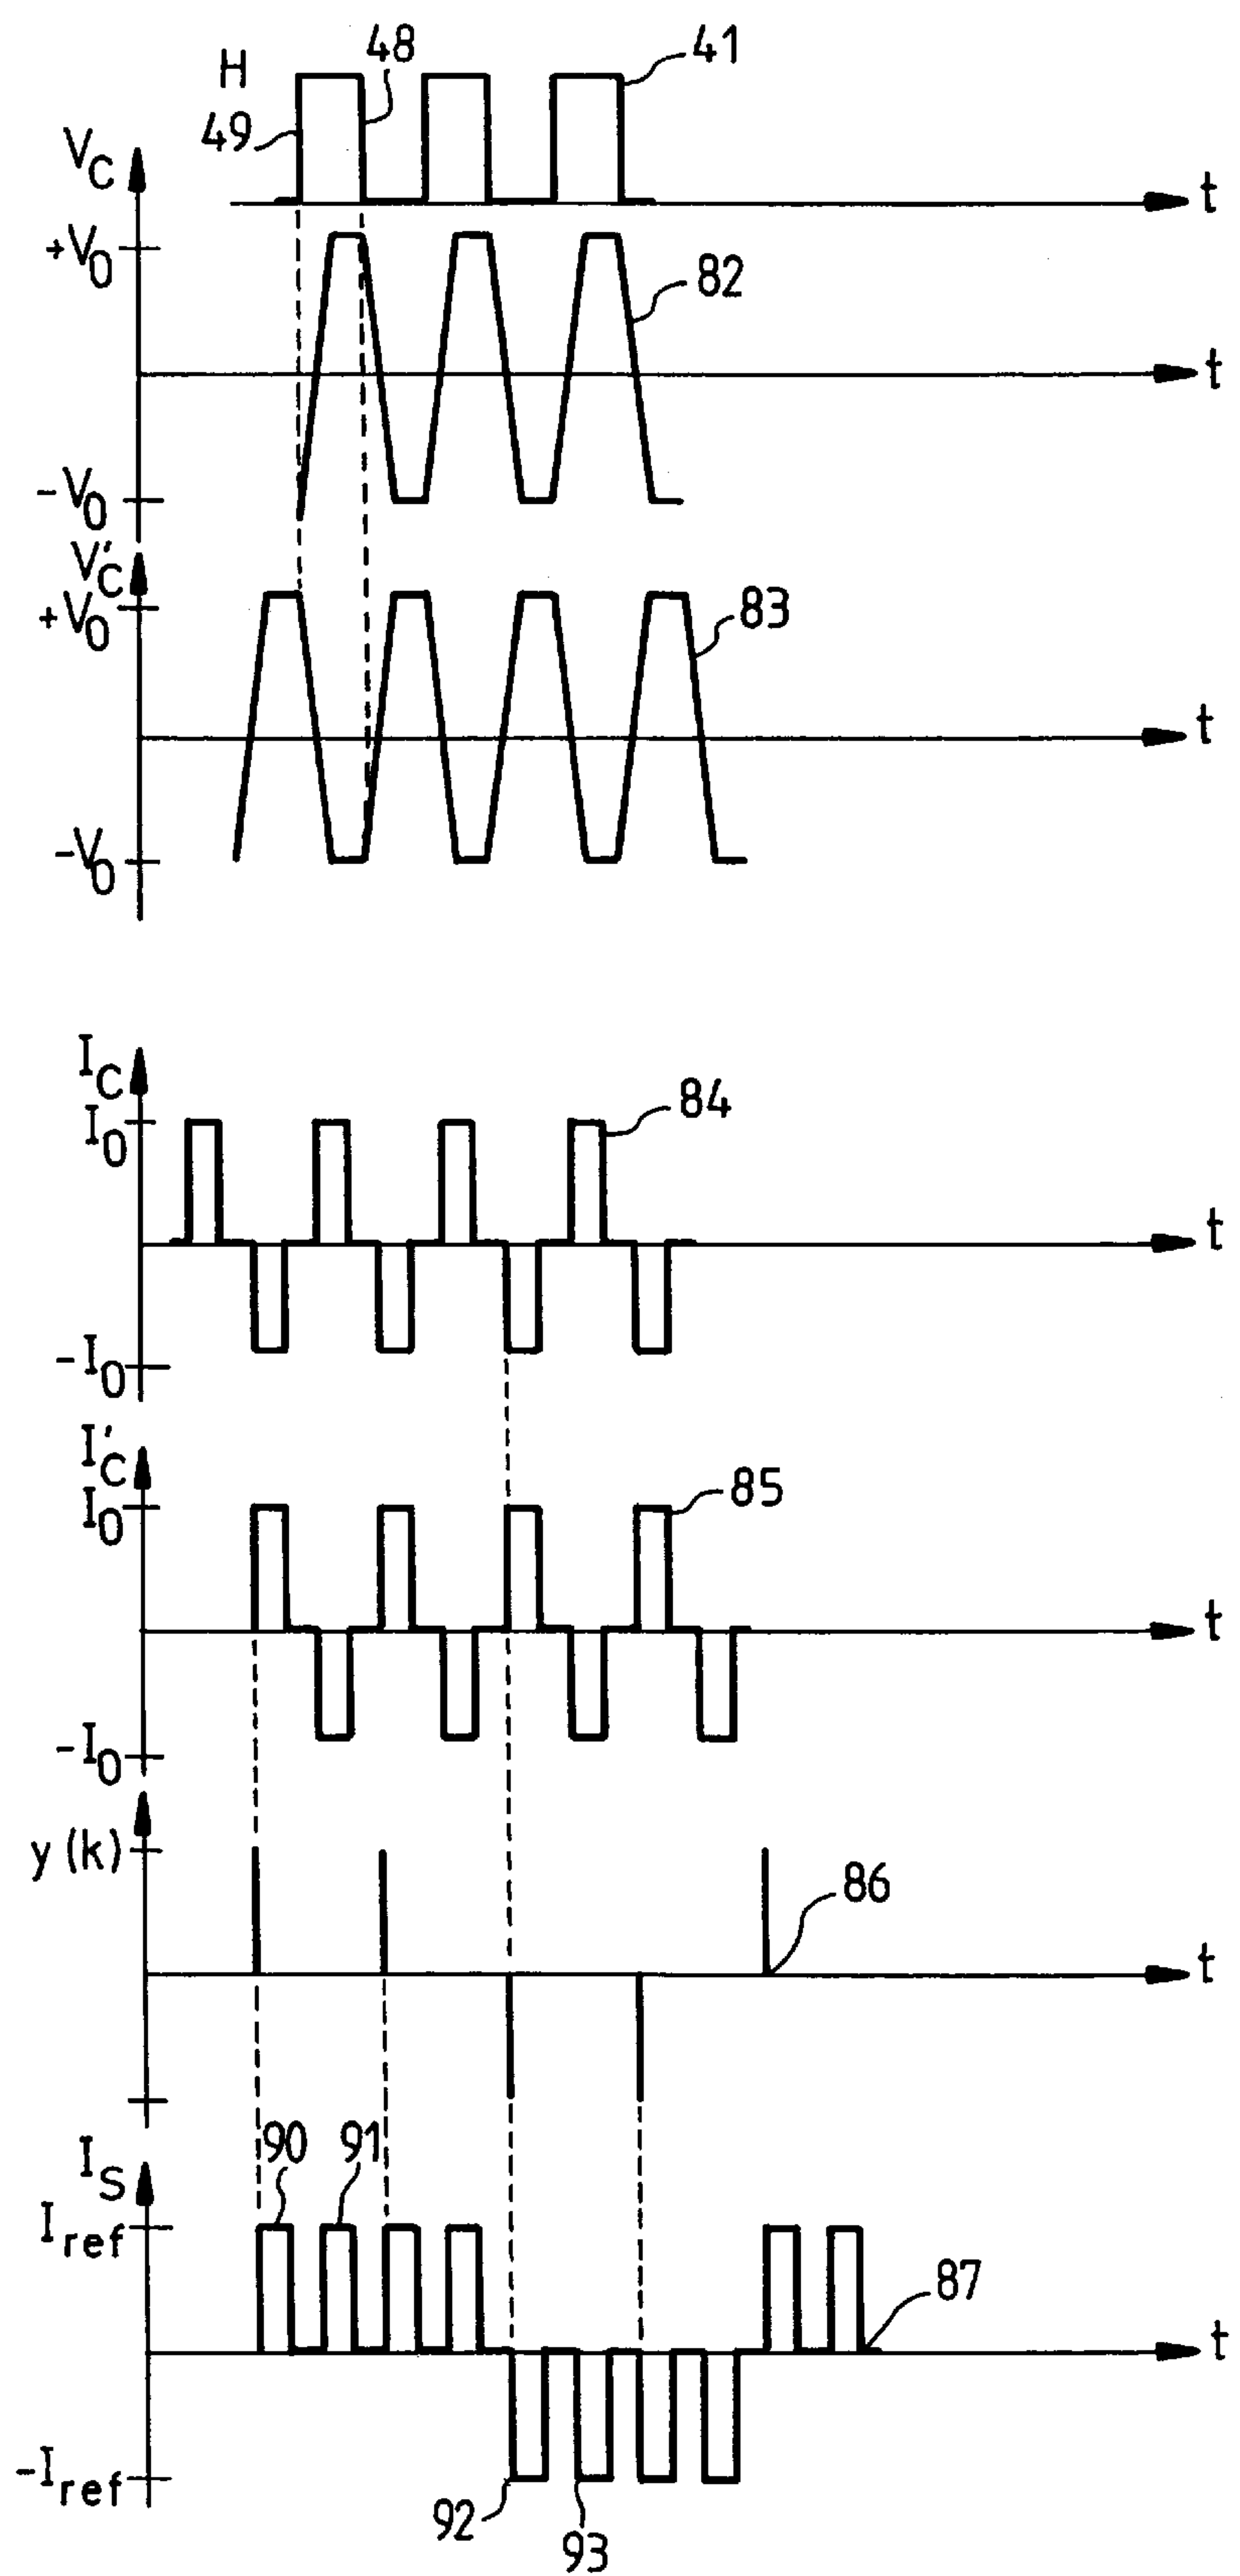 48
41
H
49
V_C
t
+V_0
82
t
-V_0
V'_C
+V_0
83
t
-V_0
I_C
I_0
84
t
-I_0
I'_C
I_0
85
t
-I_0
y (k)
86
t
90
91
I_S
I_ref
87
t
-I_ref
92
93